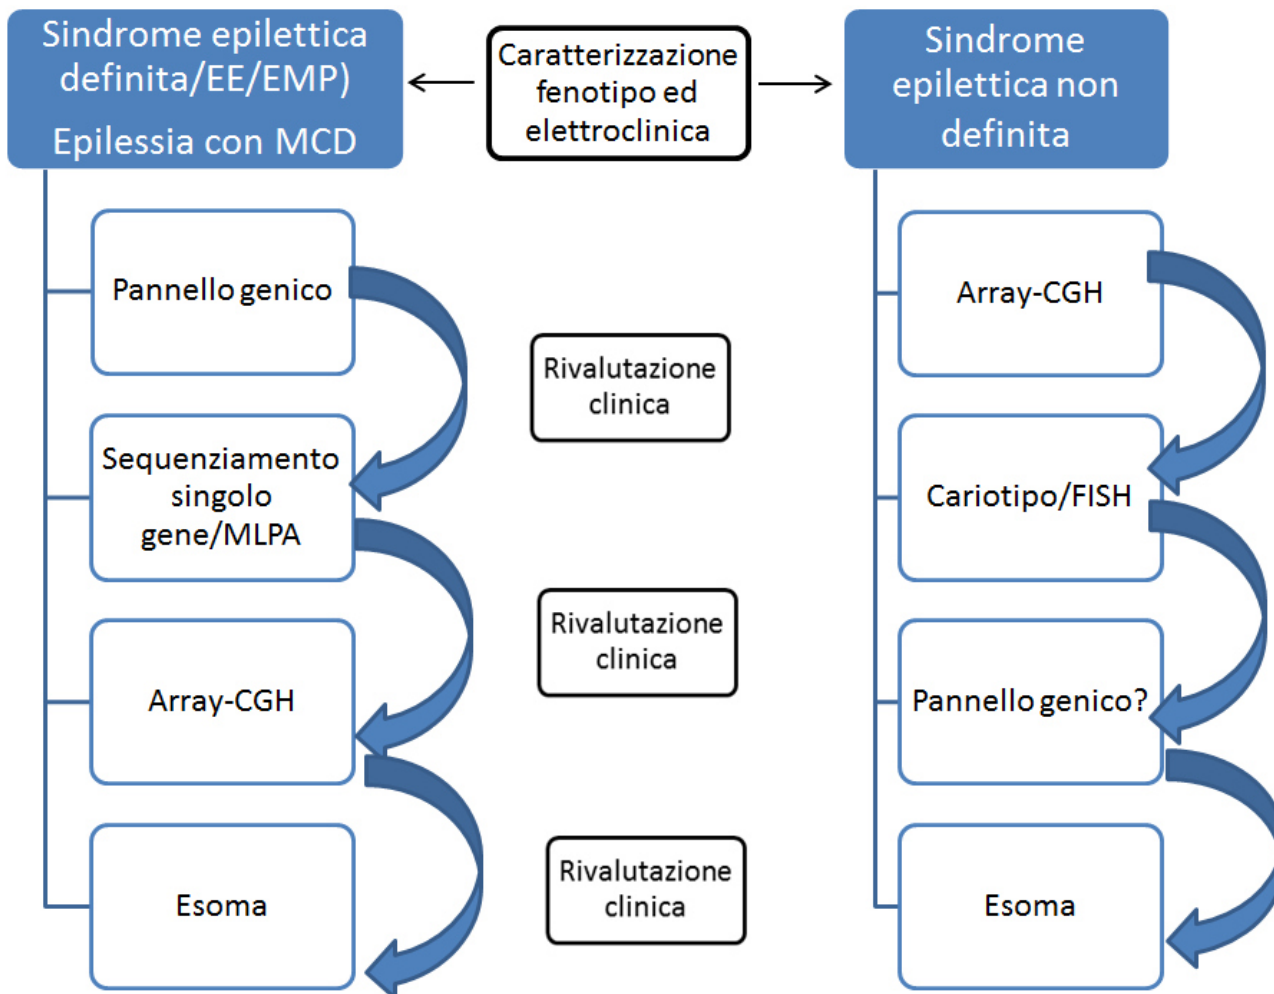 Sindrome epilettica
definita/EE/EMP)
Epilessia con MCD
Caratterizzazione
fenotipo ed
elettroclinica
Sindrome
epilettica non
definita
Pannello genico
Sequenziamento
singolo
gene/MLPA
Array-CGH
Esoma
Rivalutazione
clinica
Rivalutazione
clinica
Rivalutazione
clinica
Array-CGH
Cariotipo/FISH
Pannello genico?
Esoma